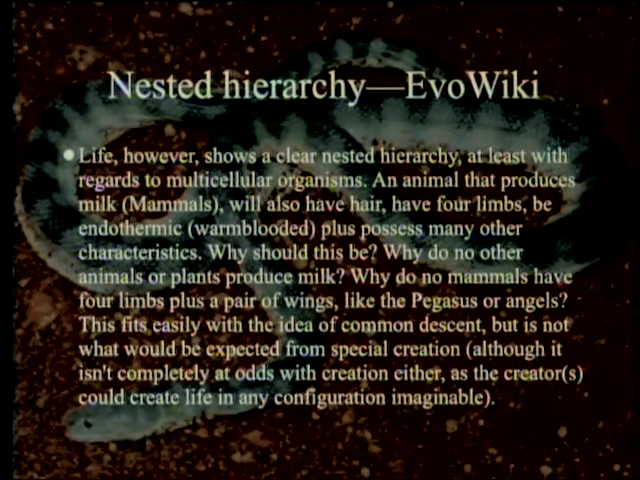 Nested hierarchy—EvoWiki
Life, however, shows a clear nested hierarchy, at least with
regards to multicellular organisms. An animal that produces
milk (Mammals), will also have hair, have four limbs, be
endothermic (warmblooded) plus possess many other
characteristics. Why should this be? Why do no other
animals or plants produce milk? Why do no mammals have
four limbs plus a pair of wings, like the Pegasus or angels?
This fits easily with the idea of common descent, but is not
what would be expected from special creation (although it
isn't completely at odds with creation either, as the creator(s)
could create life in any configuration imaginable).